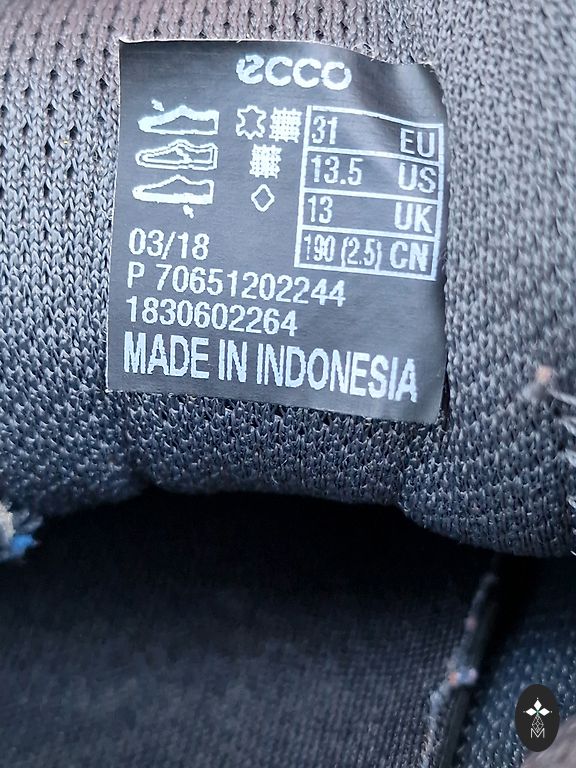 ecco
31 EU
13.5 US
13 UK
190 (2.5) CN
03/18
P 70651202244
1830602264
MADE IN INDONESIA
M